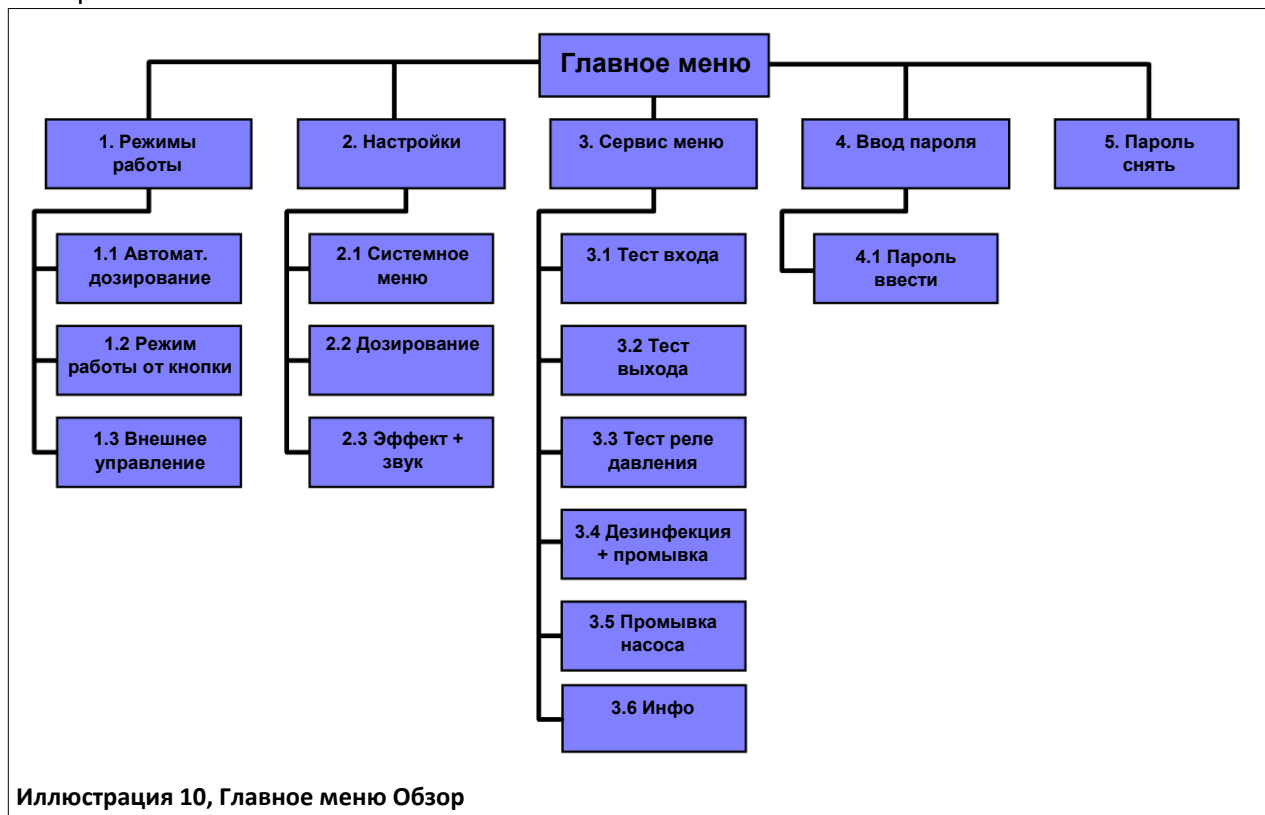 Главное меню
1. Режимы
работы
2. Настройки
3. Сервис меню
4. Ввод пароля
5. Пароль
снять
1.1 Автомат.
дозирование
1.2 Режим
работы от кнопки
1.3 Внешнее
управление
2.1 Системное
меню
2.2 Дозирование
2.3 Эффект +
звук
3.1 Тест входа
3.2 Тест
выхода
3.3 Тест реле
давления
3.4 Дезинфекция
+ промывка
3.5 Промывка
насоса
3.6 Инфо
4.1 Пароль
ввести
Иллюстрация 10, Главное меню Обзор